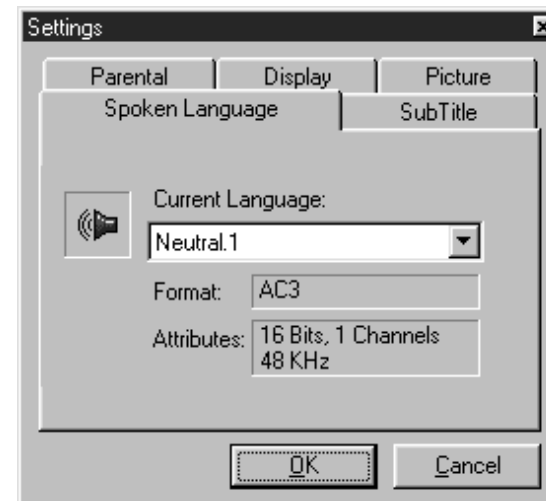 Settings
Parental Display Picture
Spoken Language SubTitle
Current Language:
Neutral.1
Format: AC3
Attributes: 16 Bits, 1 Channels
48 KHz
OK Cancel